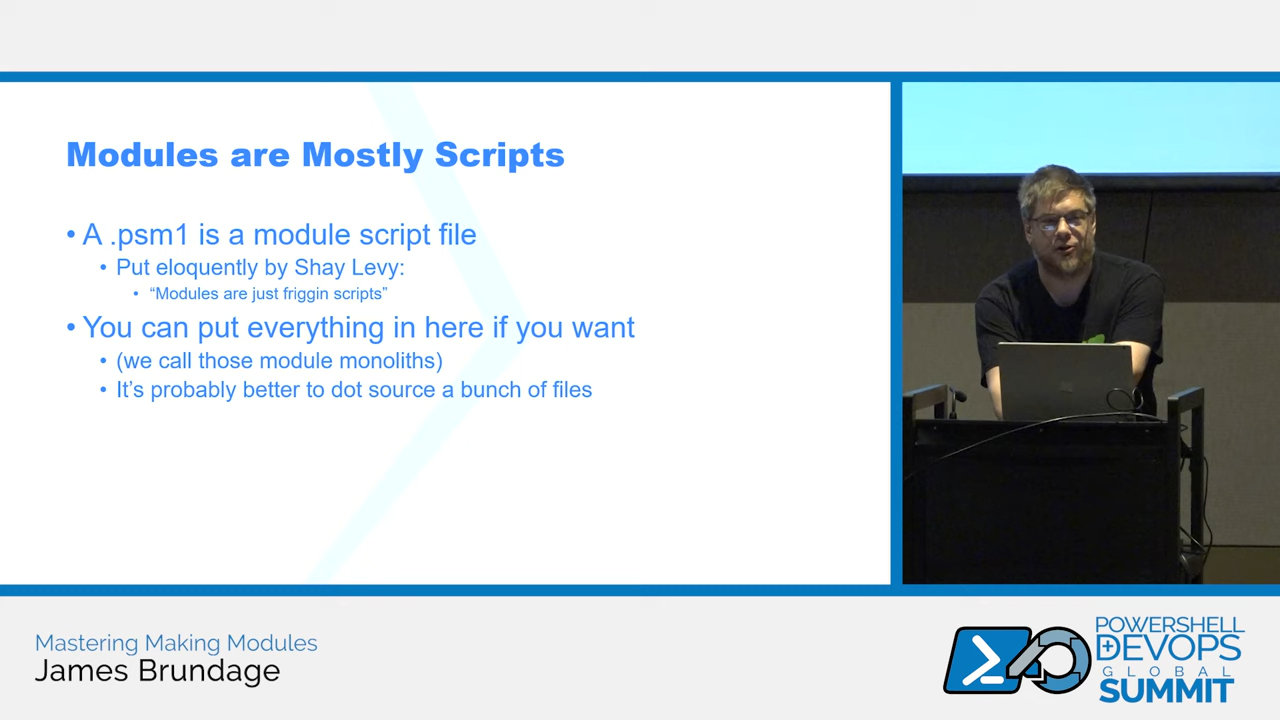 Modules are Mostly Scripts
• A .psm1 is a module script file
• Put eloquently by Shay Levy:
• “Modules are just friggin scripts”
• You can put everything in here if you want
• (we call those module monoliths)
• It’s probably better to dot source a bunch of files
Mastering Making Modules
James Brundage
POWERSHELL
DEVOPS
GLOBAL
SUMMIT